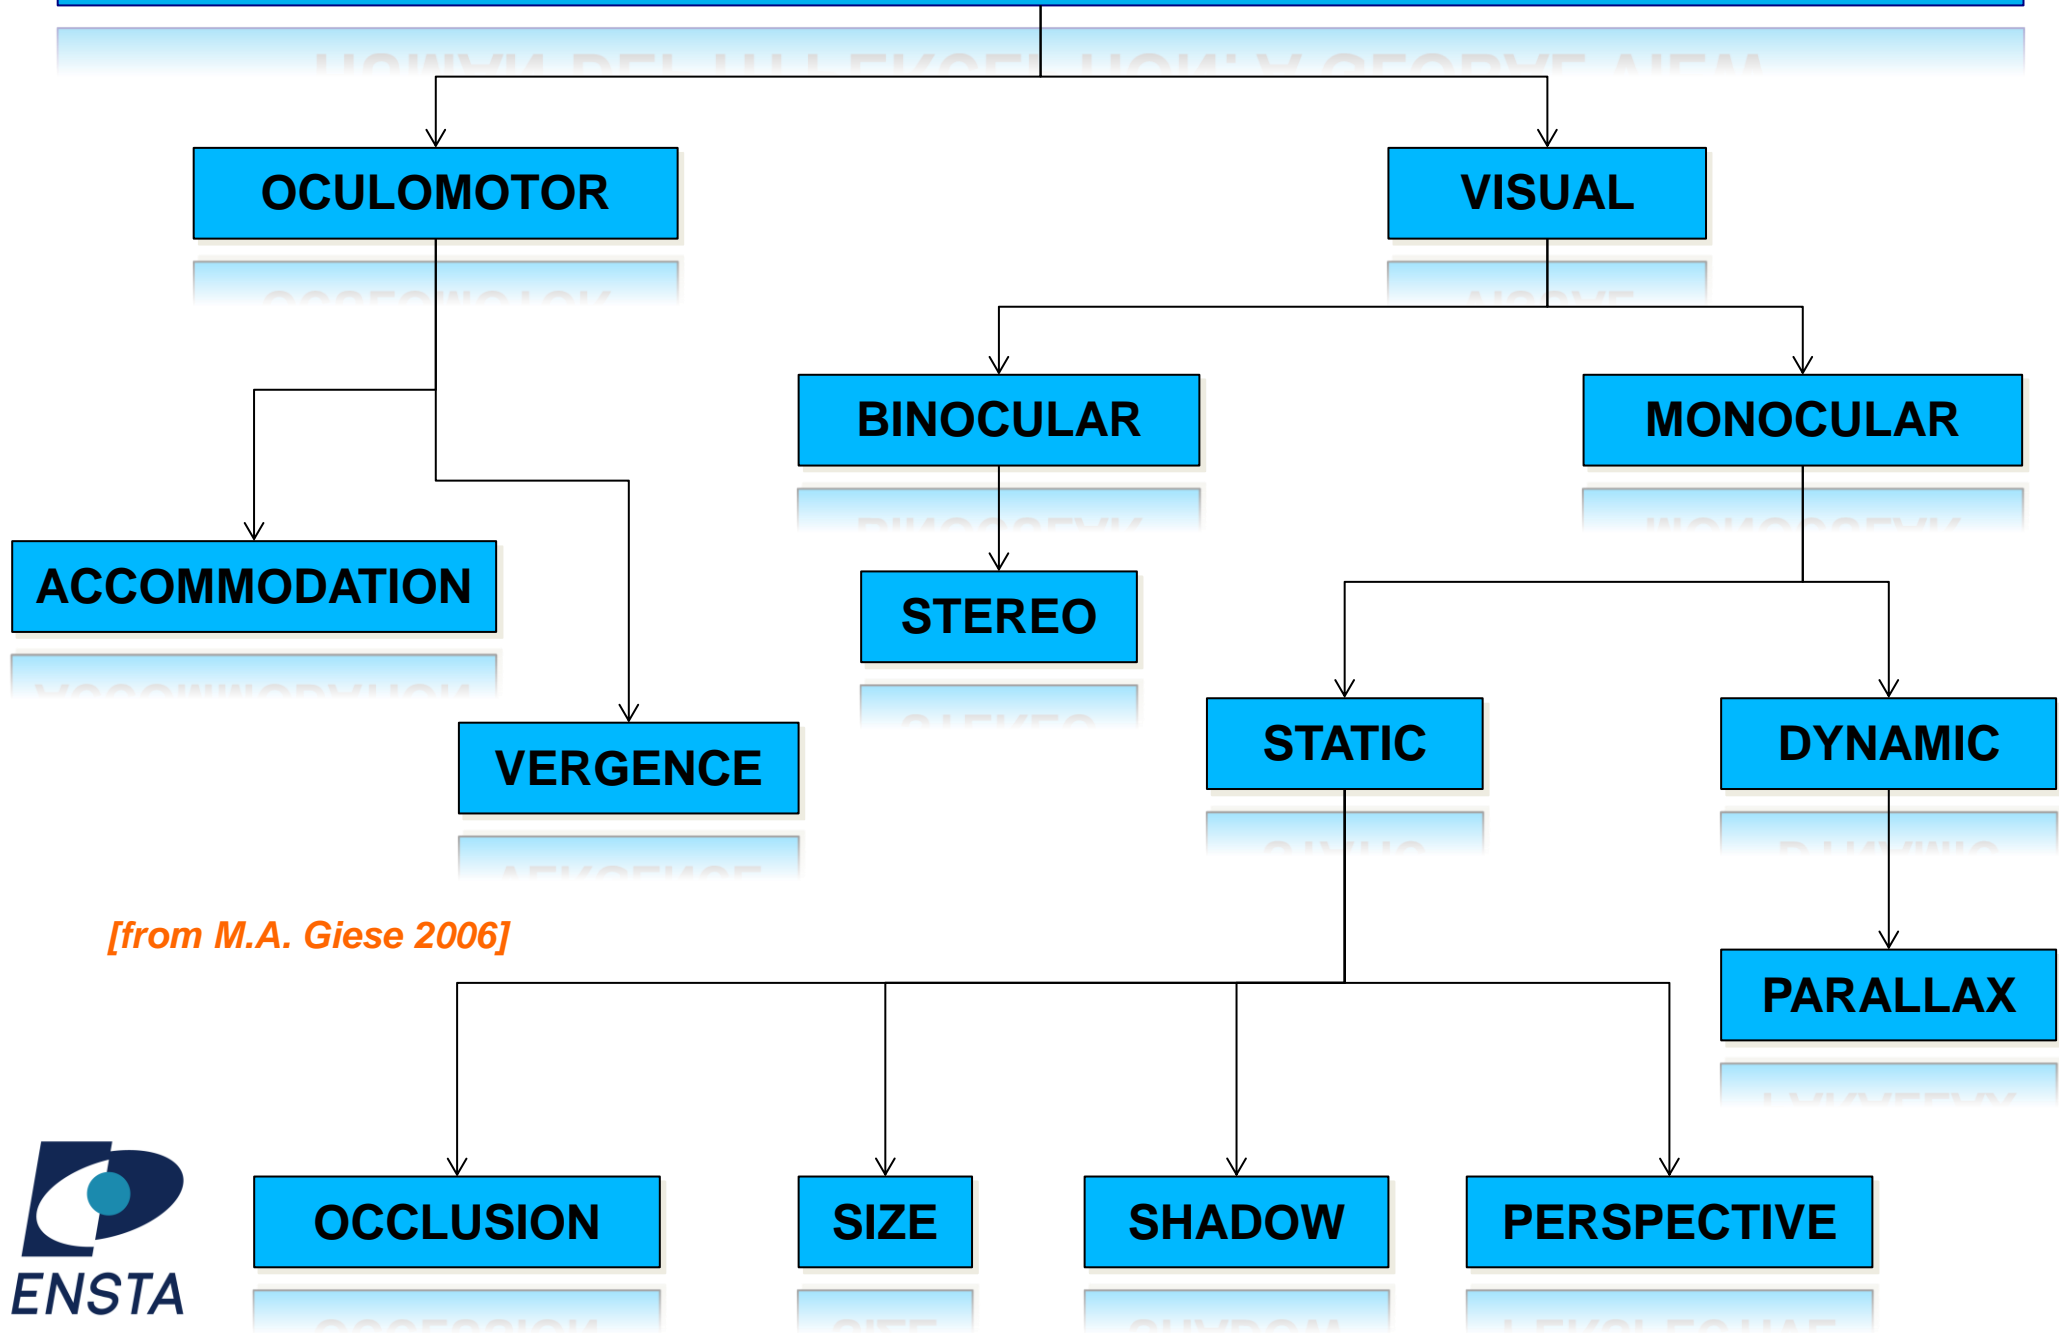 OCULOMOTOR
VISUAL
BINOCULAR
MONOCULAR
ACCOMMODATION
STEREO
STATIC
DYNAMIC
VERGENCE
[from M.A. Giese 2006]
PARALLAX
OCCLUSION
SIZE
SHADOW
PERSPECTIVE
ENSTA